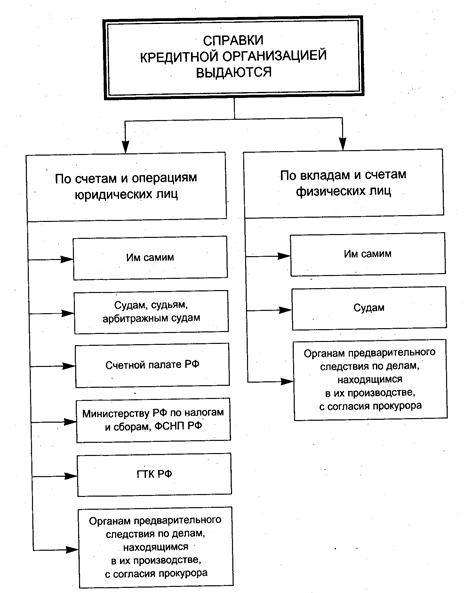 СПРАВКИ
КРЕДИТНОЙ ОРГАНИЗАЦИЕЙ
ВЫДАЮТСЯ
По счетам и операциям
юридических лиц
Им самим
Судам, судьям,
арбитражным судам
Счетной палате РФ
Министерству РФ по налогам
и сборам, ФСНП РФ
ГТК РФ
Органам предварительного
следствия по делам,
находящимся
в их производстве,
с согласия прокурора
По вкладам и счетам
физических лиц
Им самим
Судам
Органам предварительного
следствия по делам,
находящимся
в их производстве,
с согласия прокурора